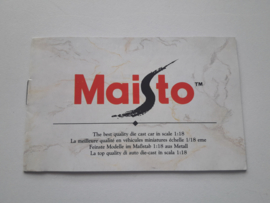 Maisto™
The best quality die cast car in scale 1:18
La meilleure qualité en véhicules miniatures échelle 1/18 eme
Feinste Modelle im Maßstab 1:18 aus Metall
La top quality di auto die-cast in scala 1:18